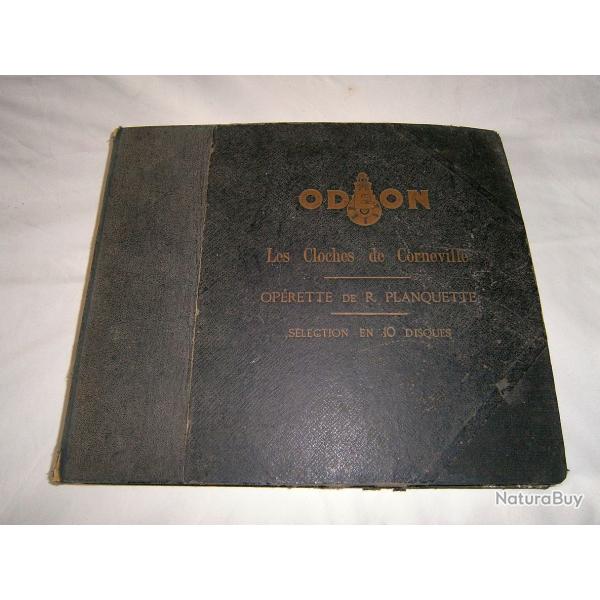 ODEON
Les Cloches de Corneville
OPÉRETTE DE R. PLANQUETTE
SÉLECTION EN 10 DISQUES
NaturaBuy